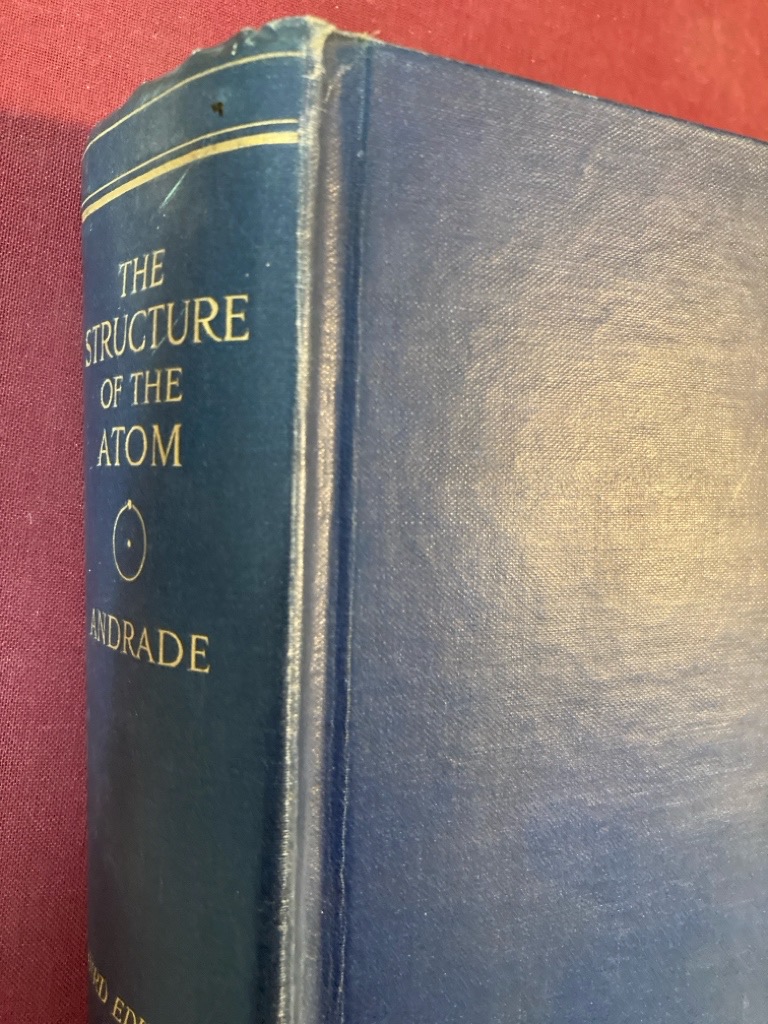 THE
STRUCTURE
OF THE
ATOM
ANDRADE